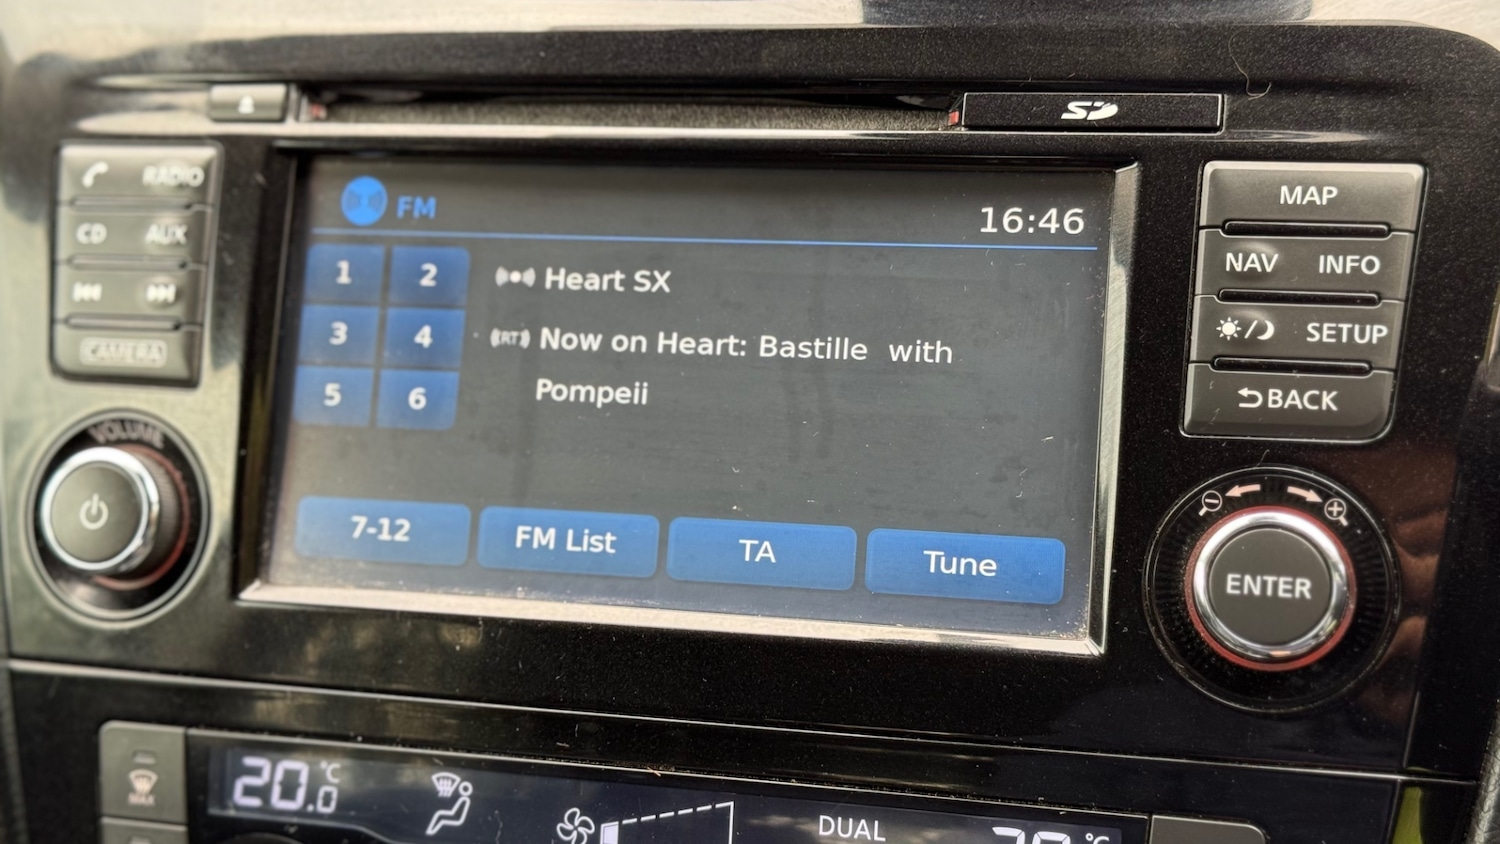 SD
RADIO
CD AUX
CAMERA
VOLUME
FM
16:46
1 2
3 4
5 6
Heart SX
(RT) Now on Heart: Bastille with
Pompeii
7-12 FM List TA Tune
MAP
NAV INFO
SETUP
BACK
ENTER
MAX
20.0 °C
DUAL
°C